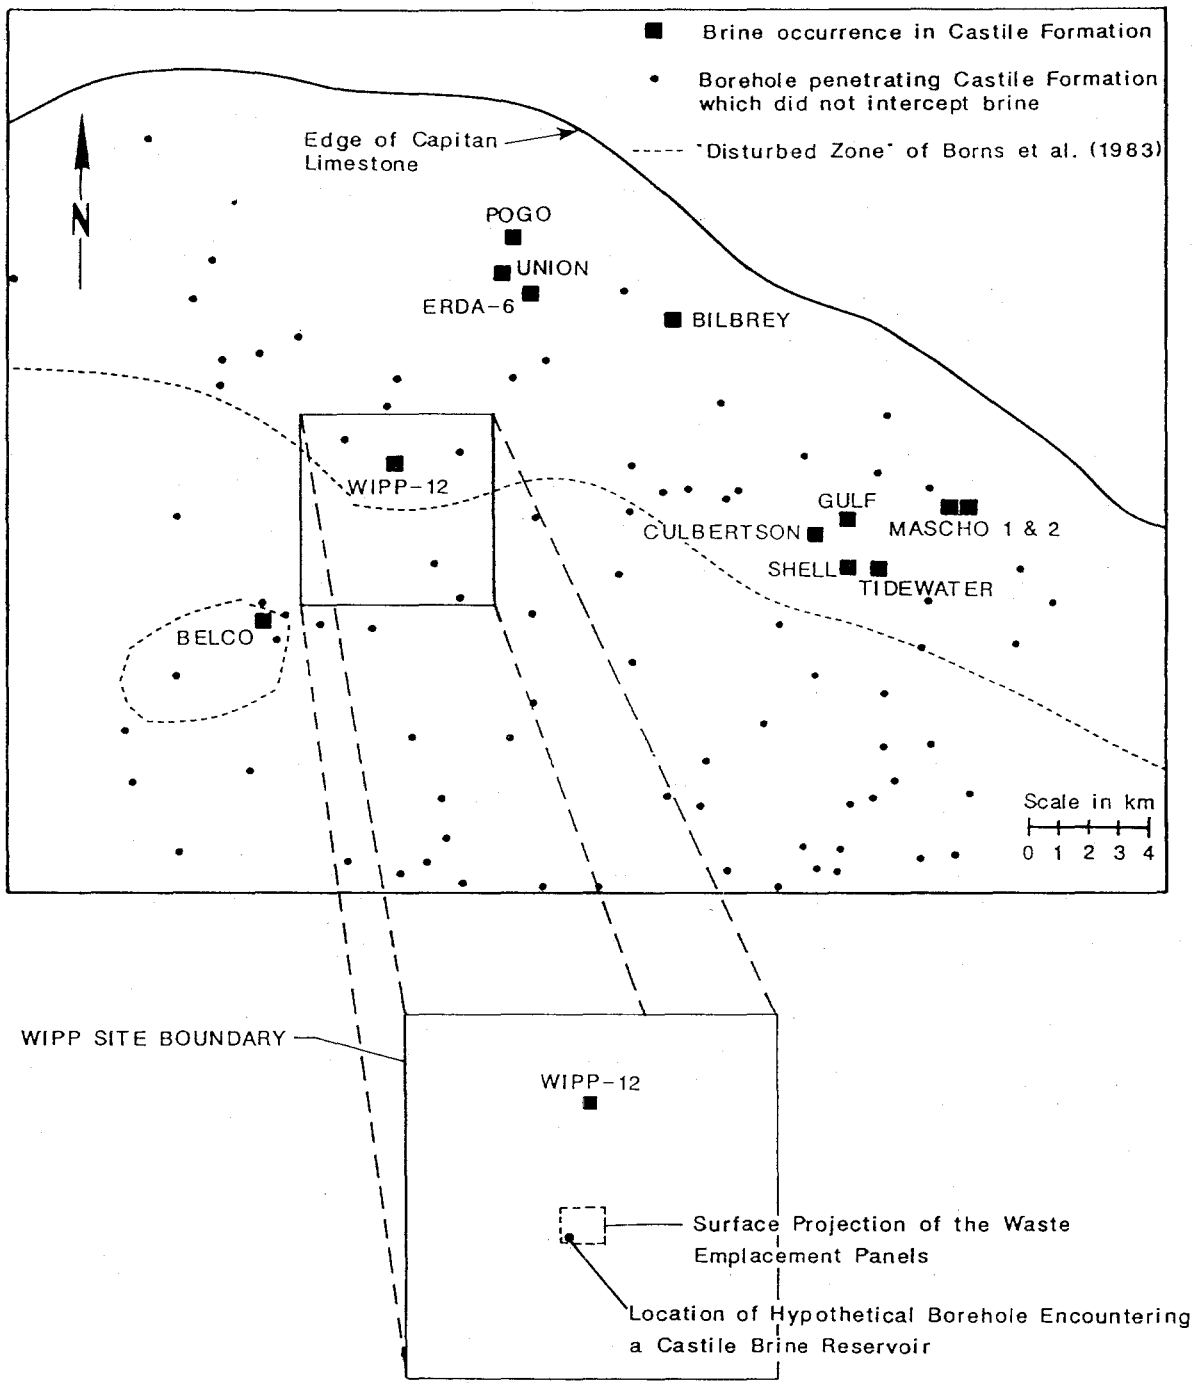 Brine occurrence in Castile Formation
Borehole penetrating Castile Formation
which did not intercept brine
"Disturbed Zone" of Borns et al. (1983)
Edge of Capitan
Limestone
N
POGO
UNION
ERDA-6
BILBREY
WIPP-12
GULF
CULBERTSON
MASCHO 1 & 2
SHELL
TIDEWATER
BELCO
Scale in km
0 1 2 3 4
WIPP SITE BOUNDARY
WIPP-12
Surface Projection of the Waste
Emplacement Panels
Location of Hypothetical Borehole Encountering
a Castile Brine Reservoir